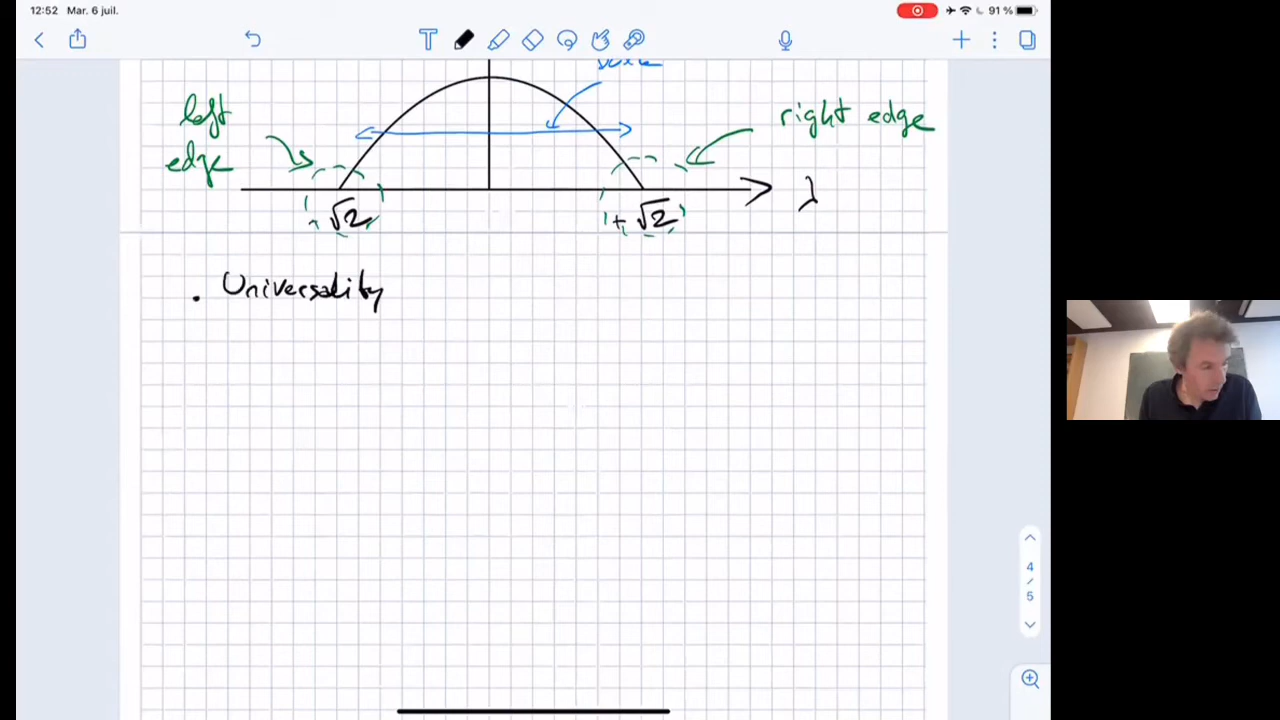 12:52 Mar. 6 juil.
91 %
T
left
edge
right edge
λ
- √2
+ √2
. Universality
4
/
5